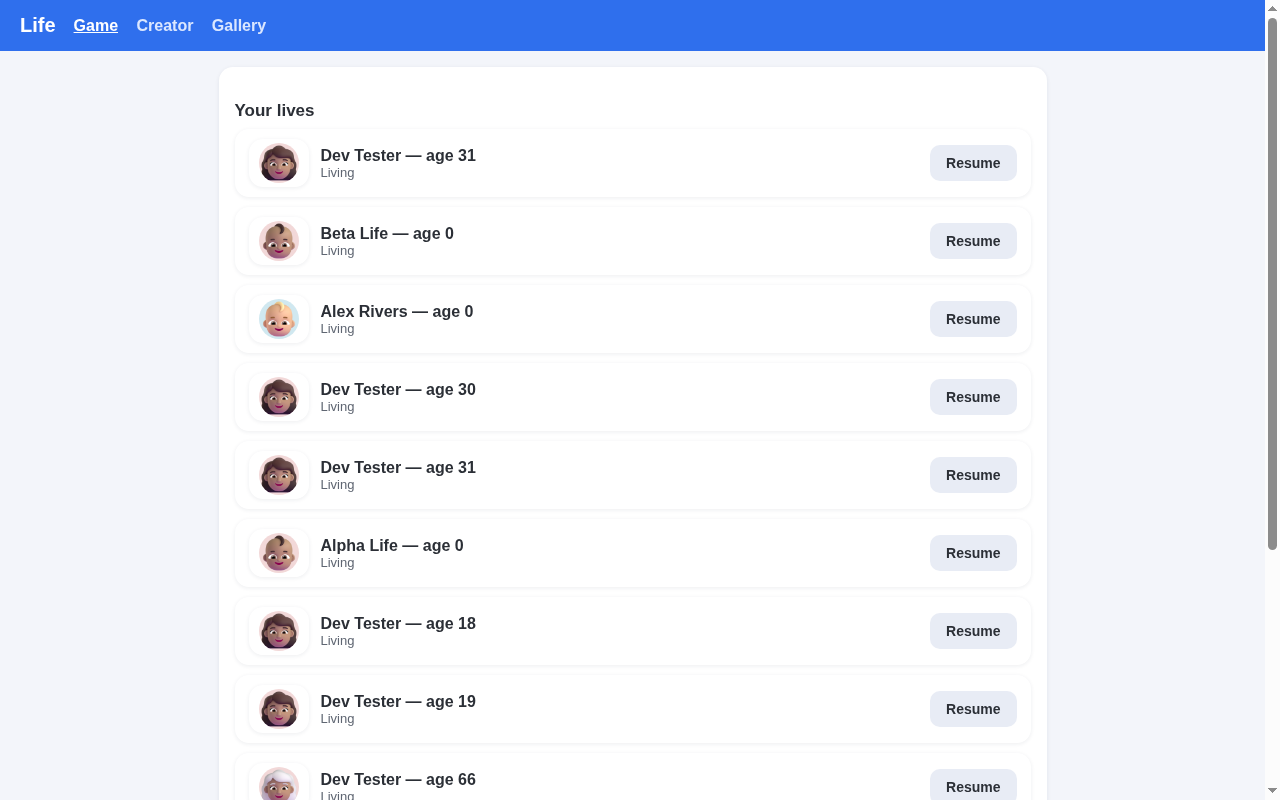 Life Game Creator Gallery
Your lives
Dev Tester — age 31
Living
Resume
Beta Life — age 0
Living
Resume
Alex Rivers — age 0
Living
Resume
Dev Tester — age 30
Living
Resume
Dev Tester — age 31
Living
Resume
Alpha Life — age 0
Living
Resume
Dev Tester — age 18
Living
Resume
Dev Tester — age 19
Living
Resume
Dev Tester — age 66
Living
Resume